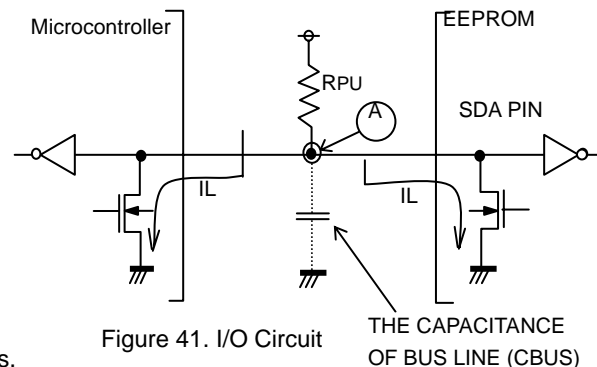 Microcontroller
EEPROM
RPU
A
SDA PIN
IL
IL
Figure 41. I/O Circuit
THE CAPACITANCE
OF BUS LINE (CBUS)
s.